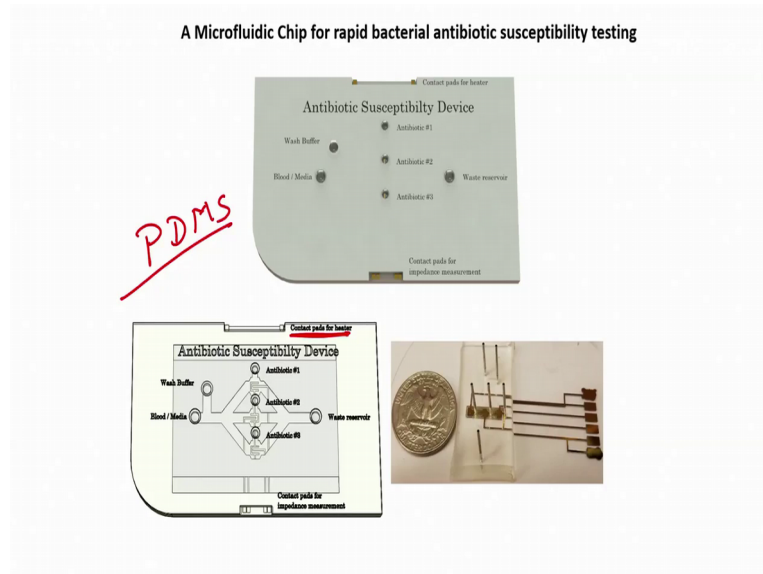 A Microfluidic Chip for rapid bacterial antibiotic susceptibility testing
Contact pads for heater
Antibiotic Susceptibilty Device
Antibiotic #1
Wash Buffer
Antibiotic #2
Blood / Media
Waste reservoir
Antibiotic #3
PDMS
Contact pads for
impedance measurement
Contact pads for heater
Antibiotic Susceptibilty Device
Antibiotic #1
Wash Buffer
Antibiotic #2
Blood / Media
Waste reservoir
Antibiotic #3
Contact pads for
impedance measurement